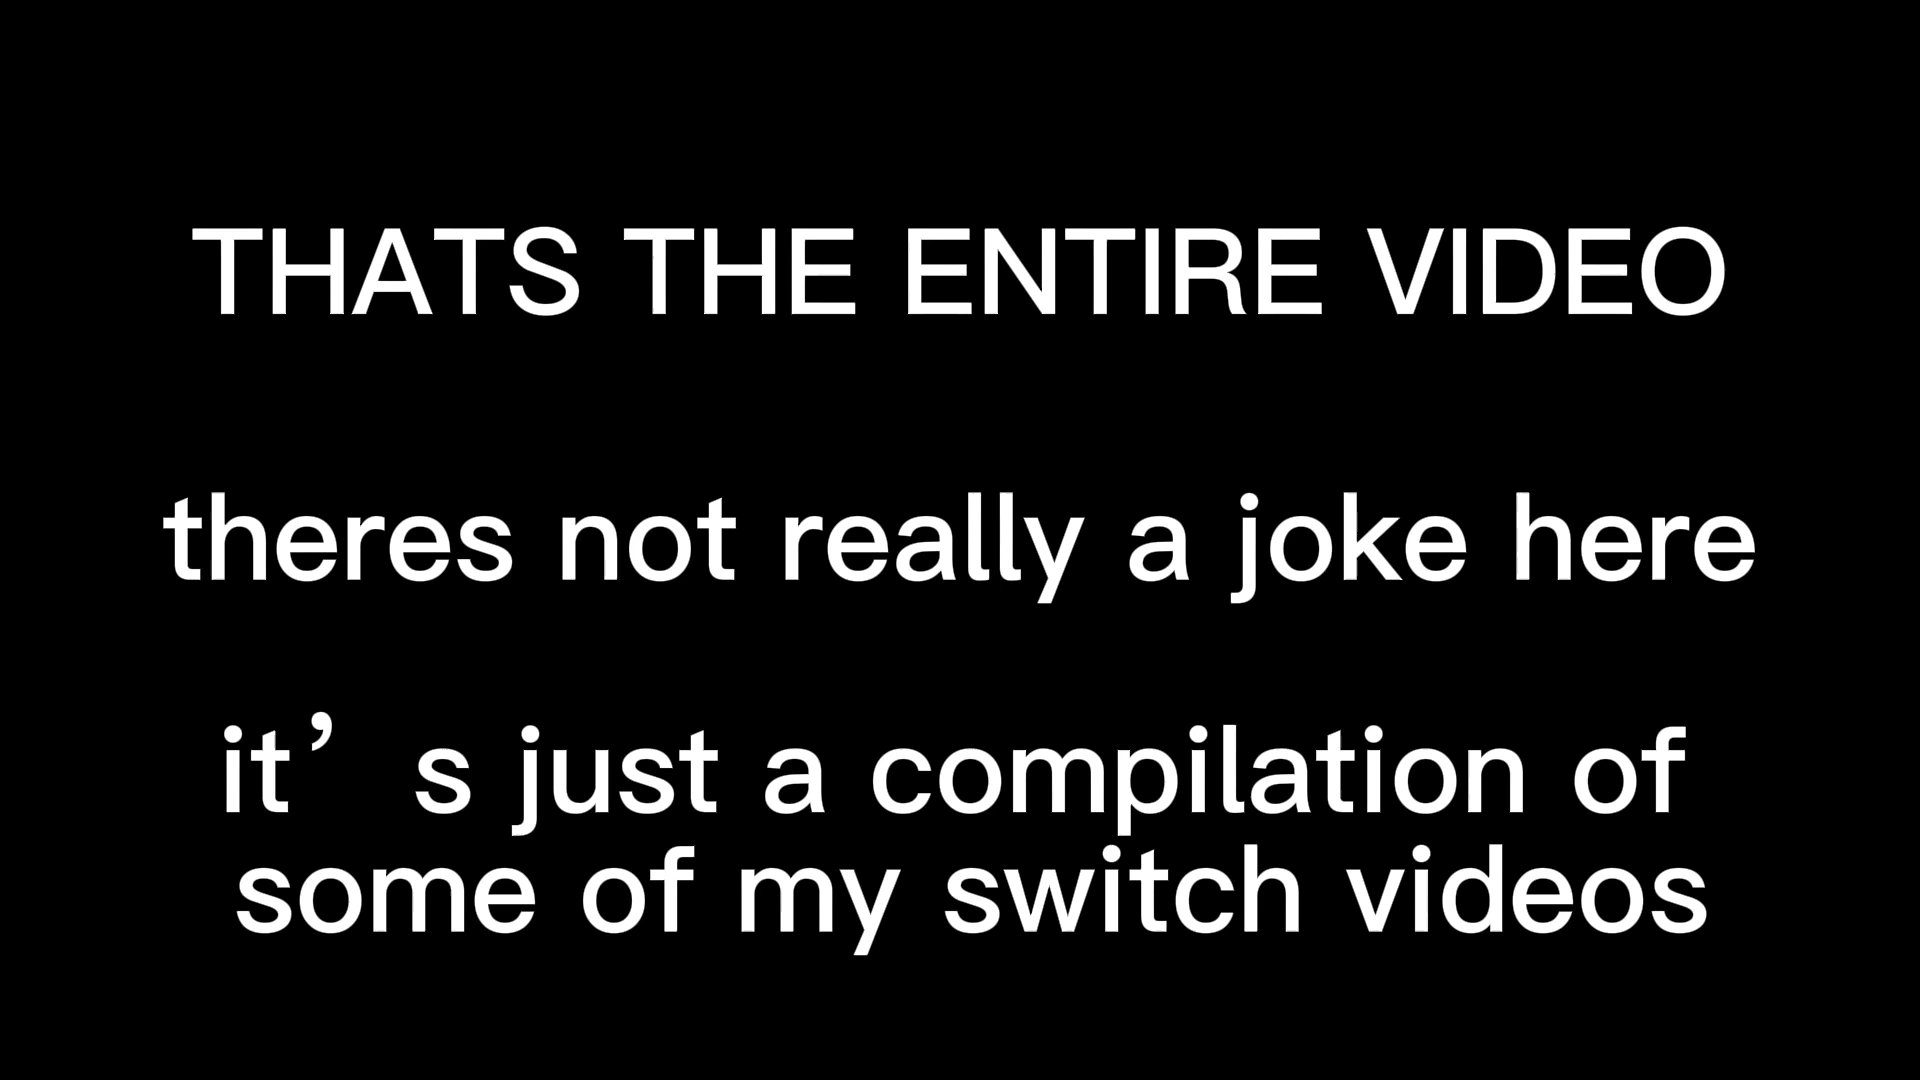 THATS THE ENTIRE VIDEO
theres not really a joke here
it’s just a compilation of
some of my switch videos